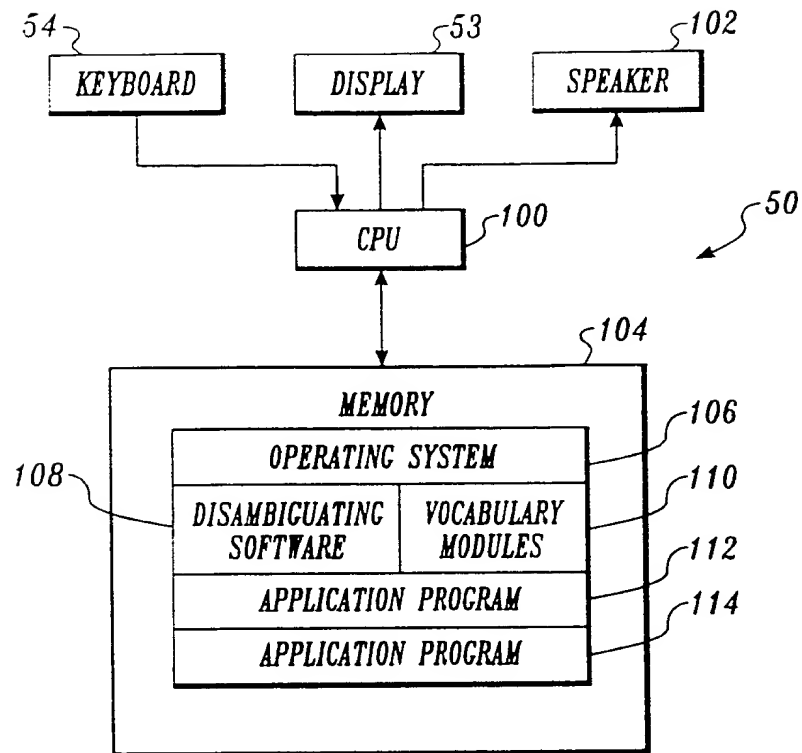 54
53
102
KEYBOARD
DISPLAY
SPEAKER
CPU
100
50
104
MEMORY
106
OPERATING SYSTEM
108
DISAMBIGUATING
SOFTWARE
VOCABULARY
MODULES
110
112
APPLICATION PROGRAM
114
APPLICATION PROGRAM